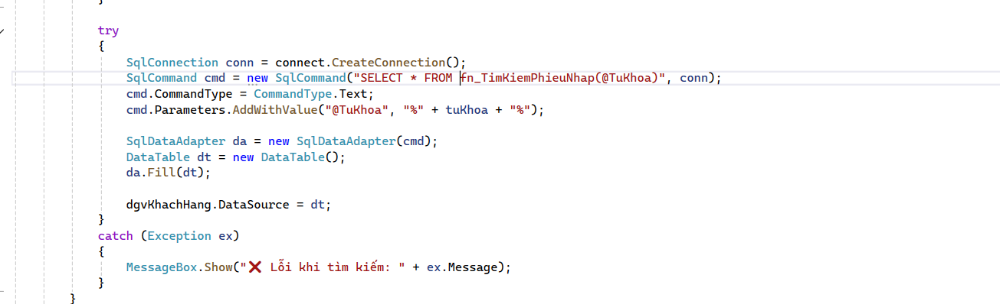 }
try
{
SqlConnection conn = connect.CreateConnection();
SqlCommand cmd = new SqlCommand("SELECT * FROM fn_TimKiemPhieuNhap(@TuKhoa)", conn);
cmd.CommandType = CommandType.Text;
cmd.Parameters.AddWithValue("@TuKhoa", "%" + tuKhoa + "%");
SqlDataAdapter da = new SqlDataAdapter(cmd);
DataTable dt = new DataTable();
da.Fill(dt);
dgvKhachHang.DataSource = dt;
}
catch (Exception ex)
{
MessageBox.Show("❌ Lỗi khi tìm kiếm: " + ex.Message);
}
}